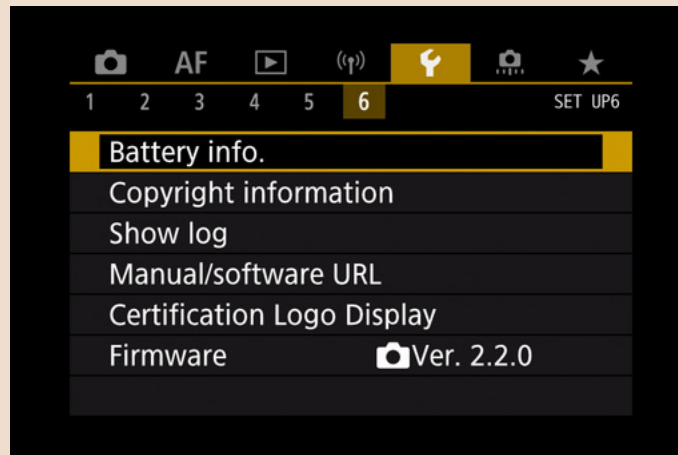 AF
1 2 3 4 5 6 SET UP6
Battery info.
Copyright information
Show log
Manual/software URL
Certification Logo Display
Firmware Ver. 2.2.0